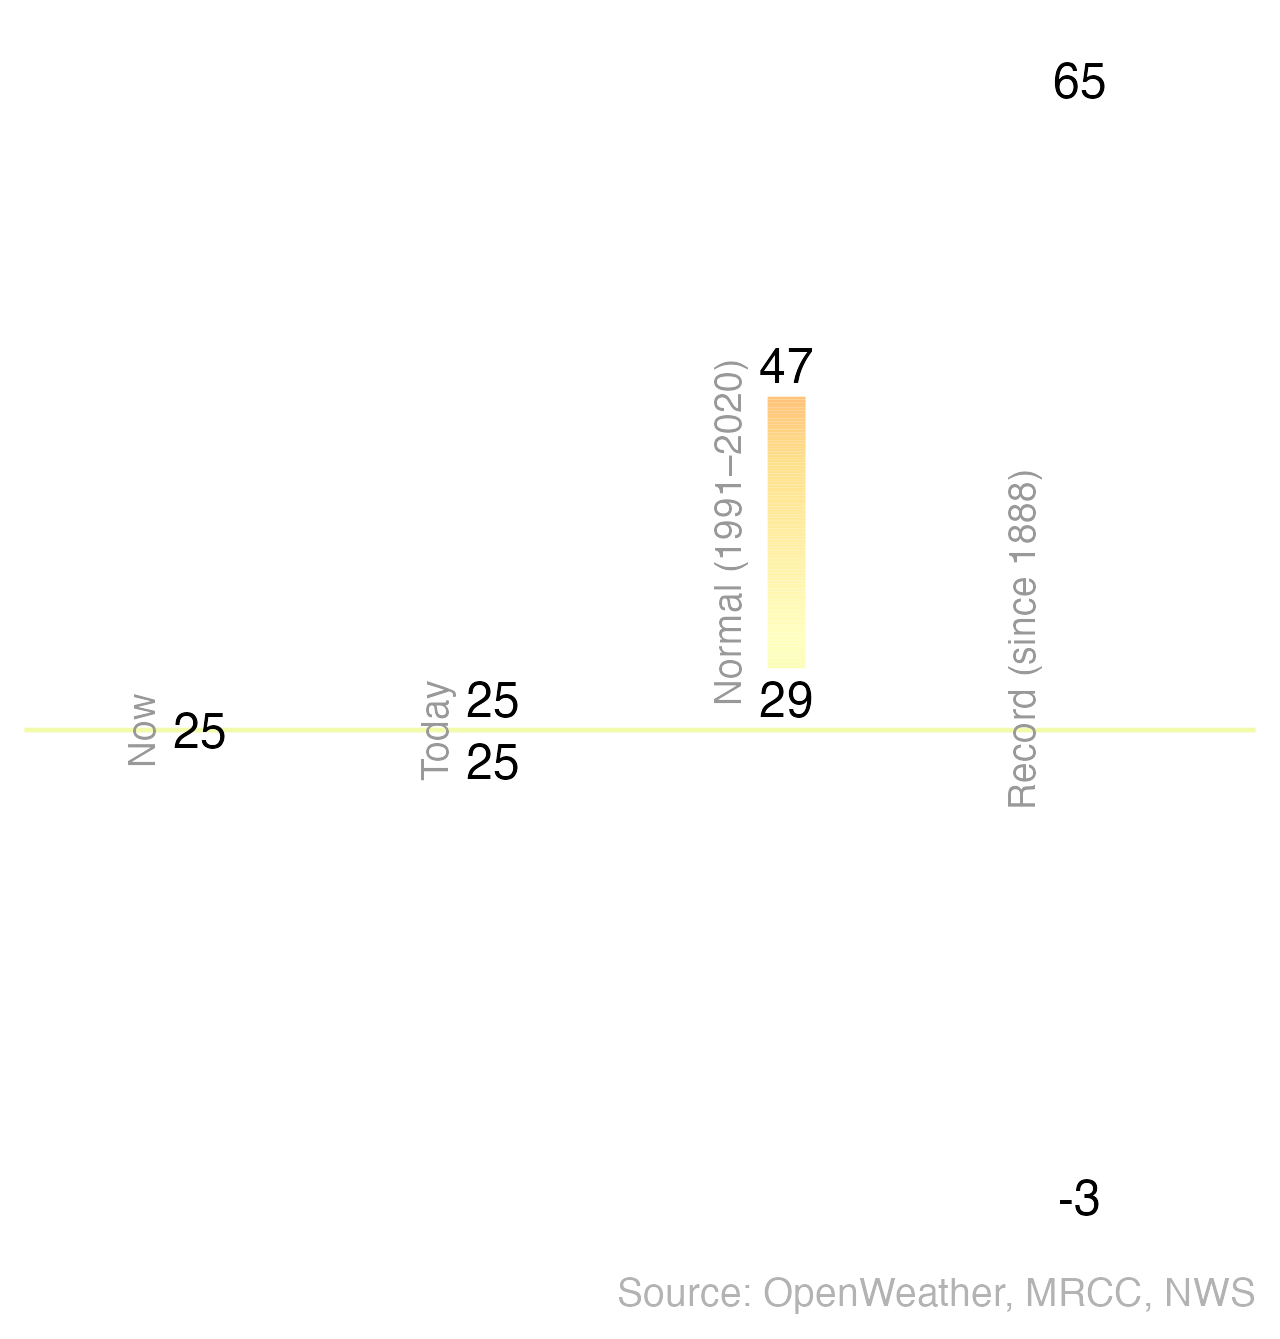 65
Normal (1991–2020)
47
29
Record (since 1888)
Now
25
Today
25
25
-3
Source: OpenWeather, MRCC, NWS